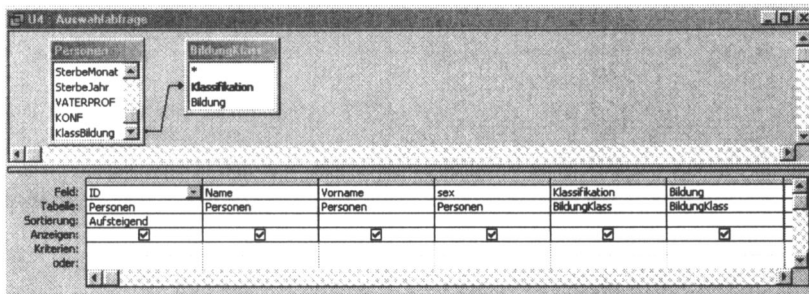 U4 : Auswahlabfrage
Personen BildungKlass
SterbeMonat
SterbeJahr
VATERPROF
KONF
KlassBildung
*
Klassifikation
Bildung
Feld: ID Name Vorname sex Klassifikation Bildung
Tabelle: Personen Personen Personen Personen BildungKlass BildungKlass
Sortierung: Aufsteigend
Anzeigen:
Kriterien:
oder: